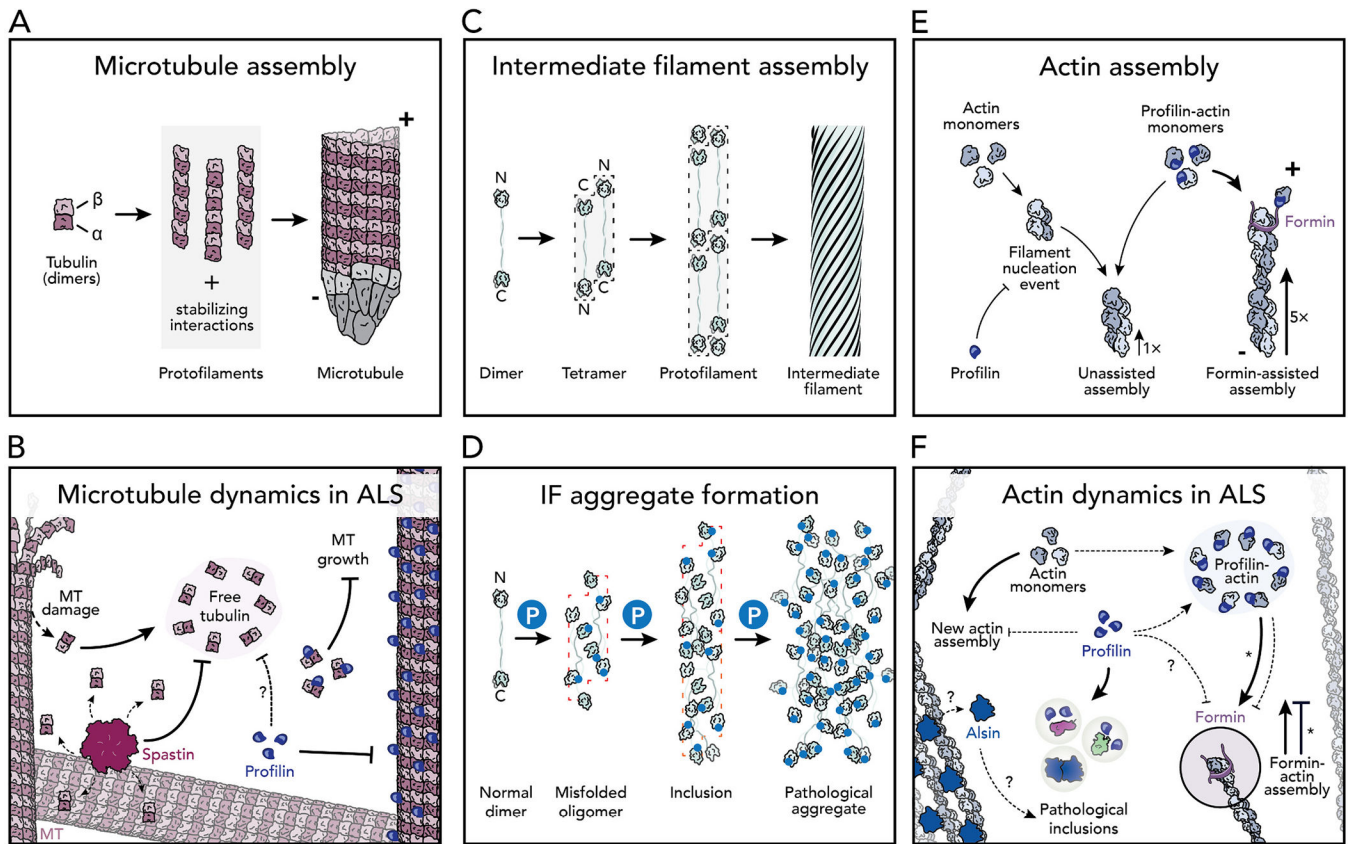 A
Microtubule assembly
β
α
Tubulin
(dimers)
+
stabilizing
interactions
+
-
Protofilaments
Microtubule
C
Intermediate filament assembly
N
C
N
C
C
N
Dimer
Tetramer
Protofilament
Intermediate
filament
E
Actin assembly
Actin
monomers
Profilin-actin
monomers
+
Formin
Filament
nucleation
event
5×
1×
-
Profilin
Unassisted
assembly
Formin-assisted
assembly
B
Microtubule dynamics in ALS
MT
growth
MT
damage
Free
tubulin
?
Spastin
Profilin
MT
D
IF aggregate formation
N
P
P
P
C
Normal
dimer
Misfolded
oligomer
Inclusion
Pathological
aggregate
F
Actin dynamics in ALS
Actin
monomers
Profilin-
actin
New actin
assembly
Profilin
?
*
?
Alsin
Formin
*
?
Formin-
actin
assembly
Pathological
inclusions